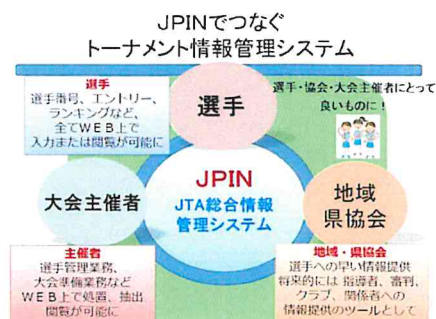 JPINでつなぐ
トーナメント情報管理システム
選手
選手番号、エントリー、
ランキングなど、
全てWEB上で
入力または閲覧が可能に
選手
選手・協会・大会主催者にとって
良いものに！
大会主催者
JPIN
JTA総合情報
管理システム
地域
県協会
主催者
選手管理業務、
大会準備業務など
WEB上で処置、抽出
閲覧が可能に
地域・県協会
選手への早い情報提供
将来的には 指導者、審判、
クラブ、関係者への
情報提供のツールとして